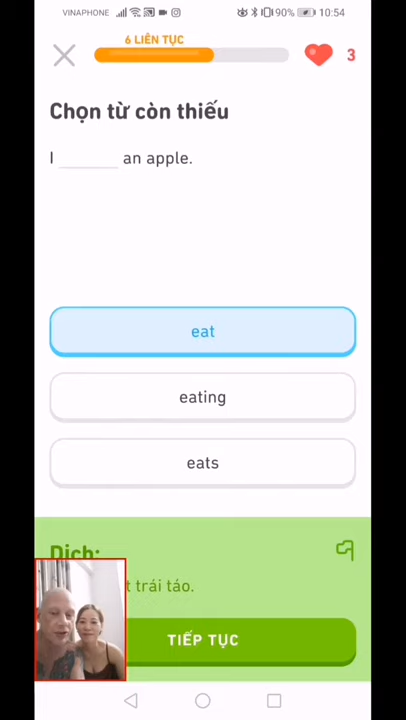 VINAPHONE 90% 10:54
6 LIÊN TỤC
3
Chọn từ còn thiếu
I ______ an apple.
eat
eating
eats
Dịch:
trái táo.
TIẾP TỤC